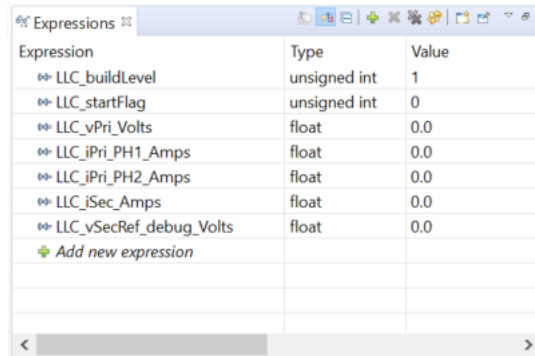 Expressions
Expression Type Value
LLC_buildLevel unsigned int 1
LLC_startFlag unsigned int 0
LLC_vPri_Volts float 0.0
LLC_iPri_PH1_Amps float 0.0
LLC_iPri_PH2_Amps float 0.0
LLC_iSec_Amps float 0.0
LLC_vSecRef_debug_Volts float 0.0
Add new expression